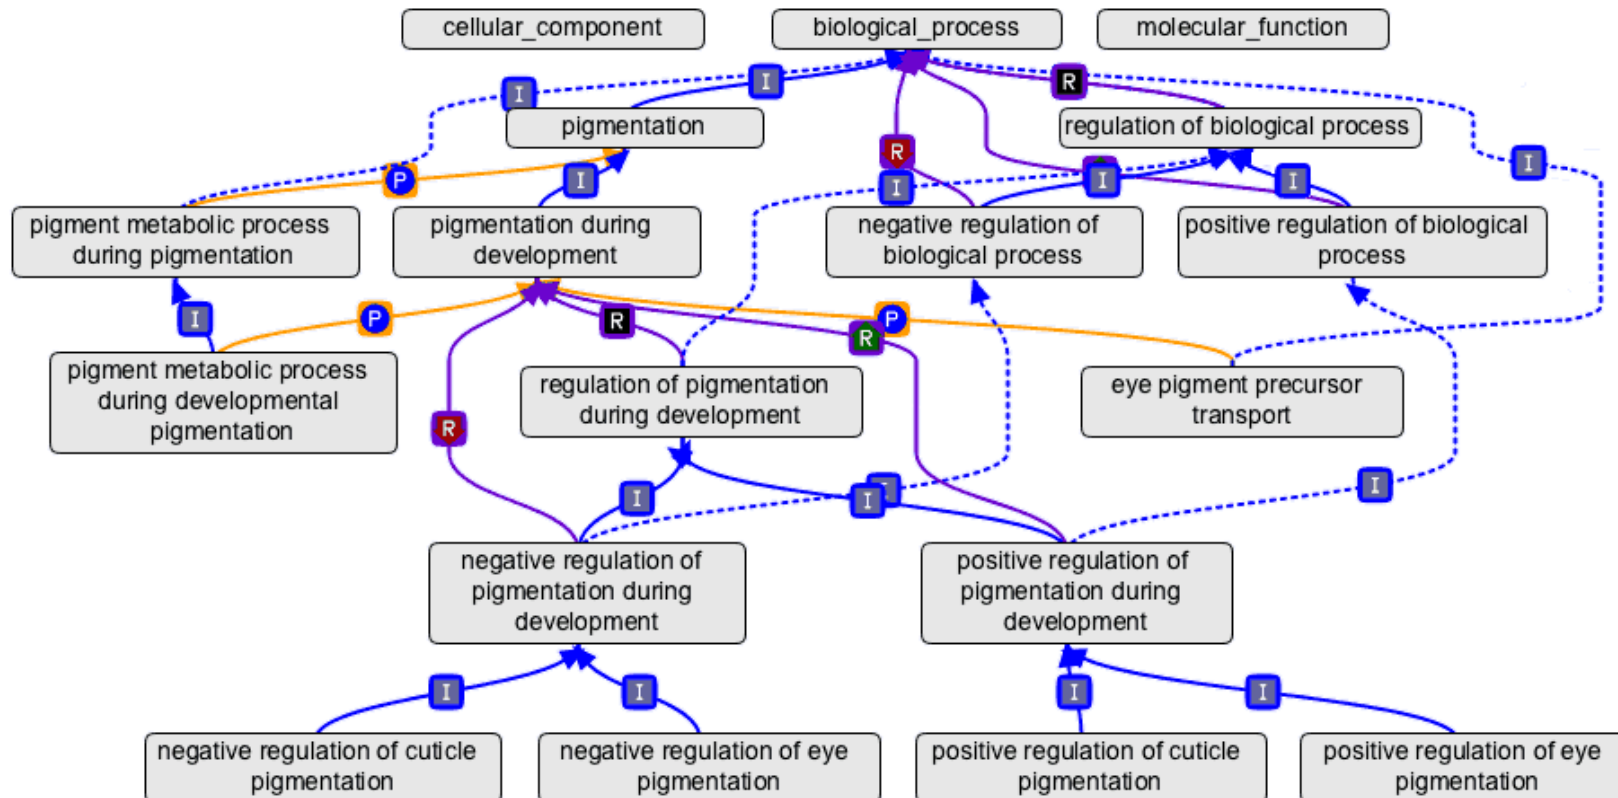 cellular_component
biological_process
molecular_function
I
I
R
pigmentation
regulation of biological process
P
I
R
I
I
I
I
pigment metabolic process
during pigmentation
pigmentation during
development
negative regulation of
biological process
positive regulation of biological
process
I
P
R
P
R
pigment metabolic process
during developmental
pigmentation
regulation of pigmentation
during development
eye pigment precursor
transport
R
I
I
I
negative regulation of
pigmentation during
development
positive regulation of
pigmentation during
development
I
I
I
I
negative regulation of cuticle
pigmentation
negative regulation of eye
pigmentation
positive regulation of cuticle
pigmentation
positive regulation of eye
pigmentation